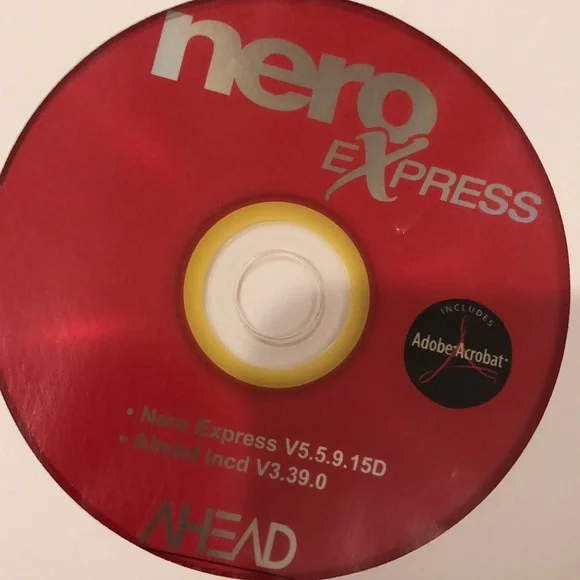 nero
EXPRESS
INCLUDES
Adobe Acrobat®
• Nero Express V5.5.9.15D
• Ahead Incd V3.39.0
AHEAD